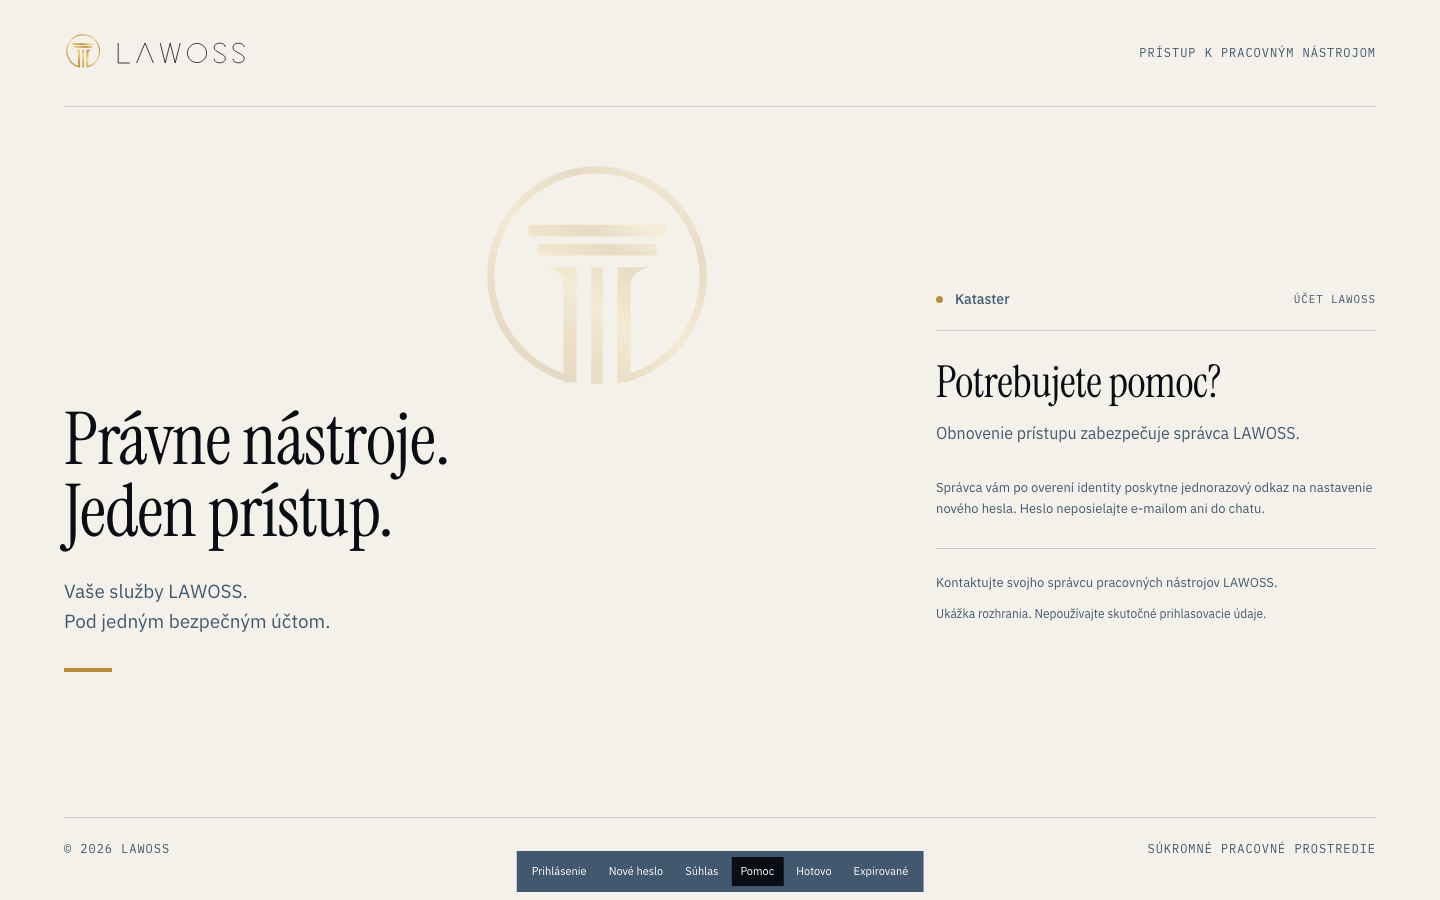 LAWOSS
PRÍSTUP K PRACOVNÝM NÁSTROJOM
Právne nástroje.
Jeden prístup.
Vaše služby LAWOSS.
Pod jedným bezpečným účtom.
Kataster
ÚČET LAWOSS
Potrebujete pomoc?
Obnovenie prístupu zabezpečuje správca LAWOSS.
Správca vám po overení identity poskytne jednorazový odkaz na nastavenie
nového hesla. Heslo neposielajte e-mailom ani do chatu.
Kontaktujte svojho správcu pracovných nástrojov LAWOSS.
Ukážka rozhrania. Nepoužívajte skutočné prihlasovacie údaje.
© 2026 LAWOSS
SÚKROMNÉ PRACOVNÉ PROSTREDIE
Prihlásenie Nové heslo Súhlas Pomoc Hotovo Expirované